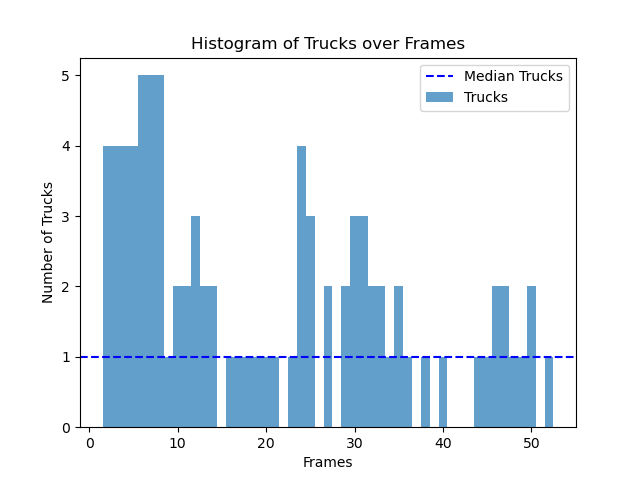 Histogram of Trucks over Frames
Median Trucks
Trucks
Number of Trucks
5
4
3
2
1
0
0 10 20 30 40 50
Frames